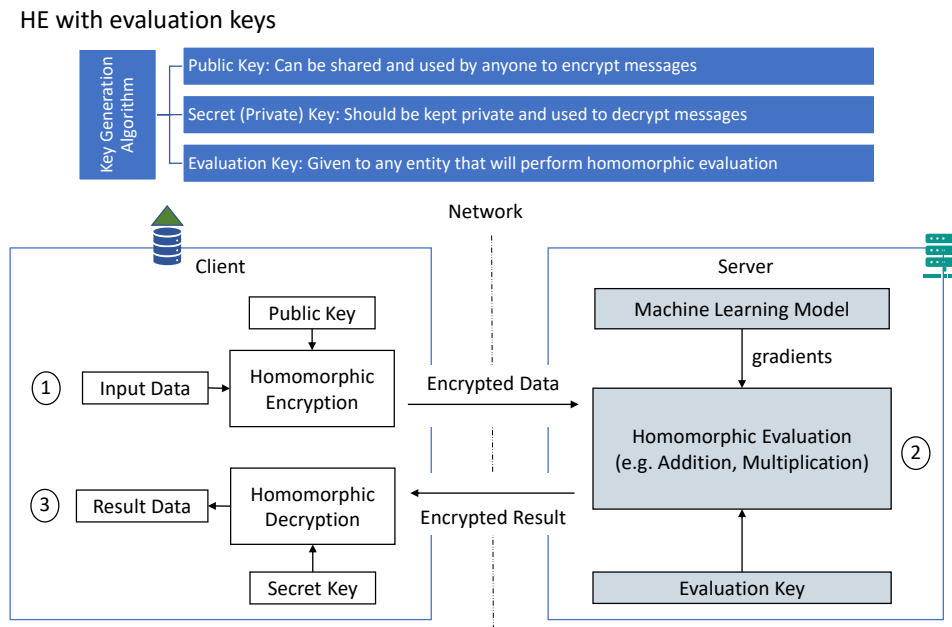 HE with evaluation keys
Key Generation
Algorithm
Public Key: Can be shared and used by anyone to encrypt messages
Secret (Private) Key: Should be kept private and used to decrypt messages
Evaluation Key: Given to any entity that will perform homomorphic evaluation
Network
Client
Server
Public Key
Machine Learning Model
gradients
1
Input Data
Homomorphic
Encryption
Encrypted Data
Homomorphic Evaluation
(e.g. Addition, Multiplication)
2
3
Result Data
Homomorphic
Decryption
Encrypted Result
Secret Key
Evaluation Key